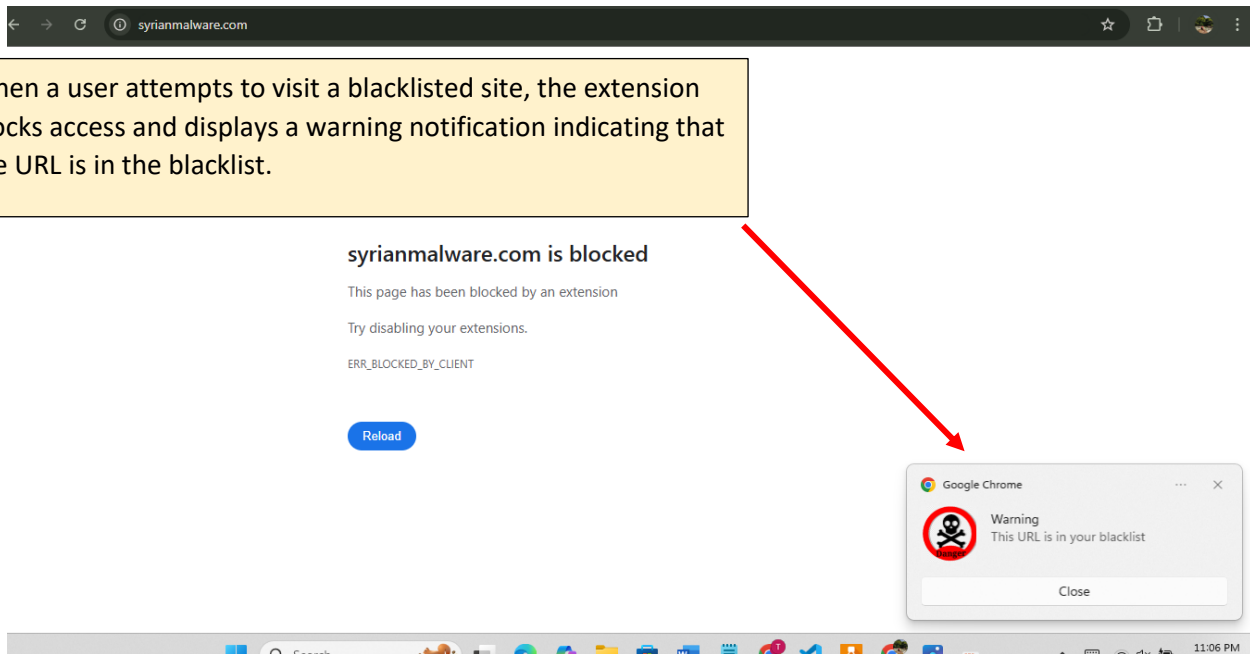 syrianmalware.com
a user attempts to visit a blacklisted site, the extension
access and displays a warning notification indicating that
URL is in the blacklist.
syrianmalware.com is blocked
This page has been blocked by an extension
Try disabling your extensions.
ERR_BLOCKED_BY_CLIENT
Reload
Google Chrome
Warning
This URL is in your blacklist
Danger
Close
11:06 PM